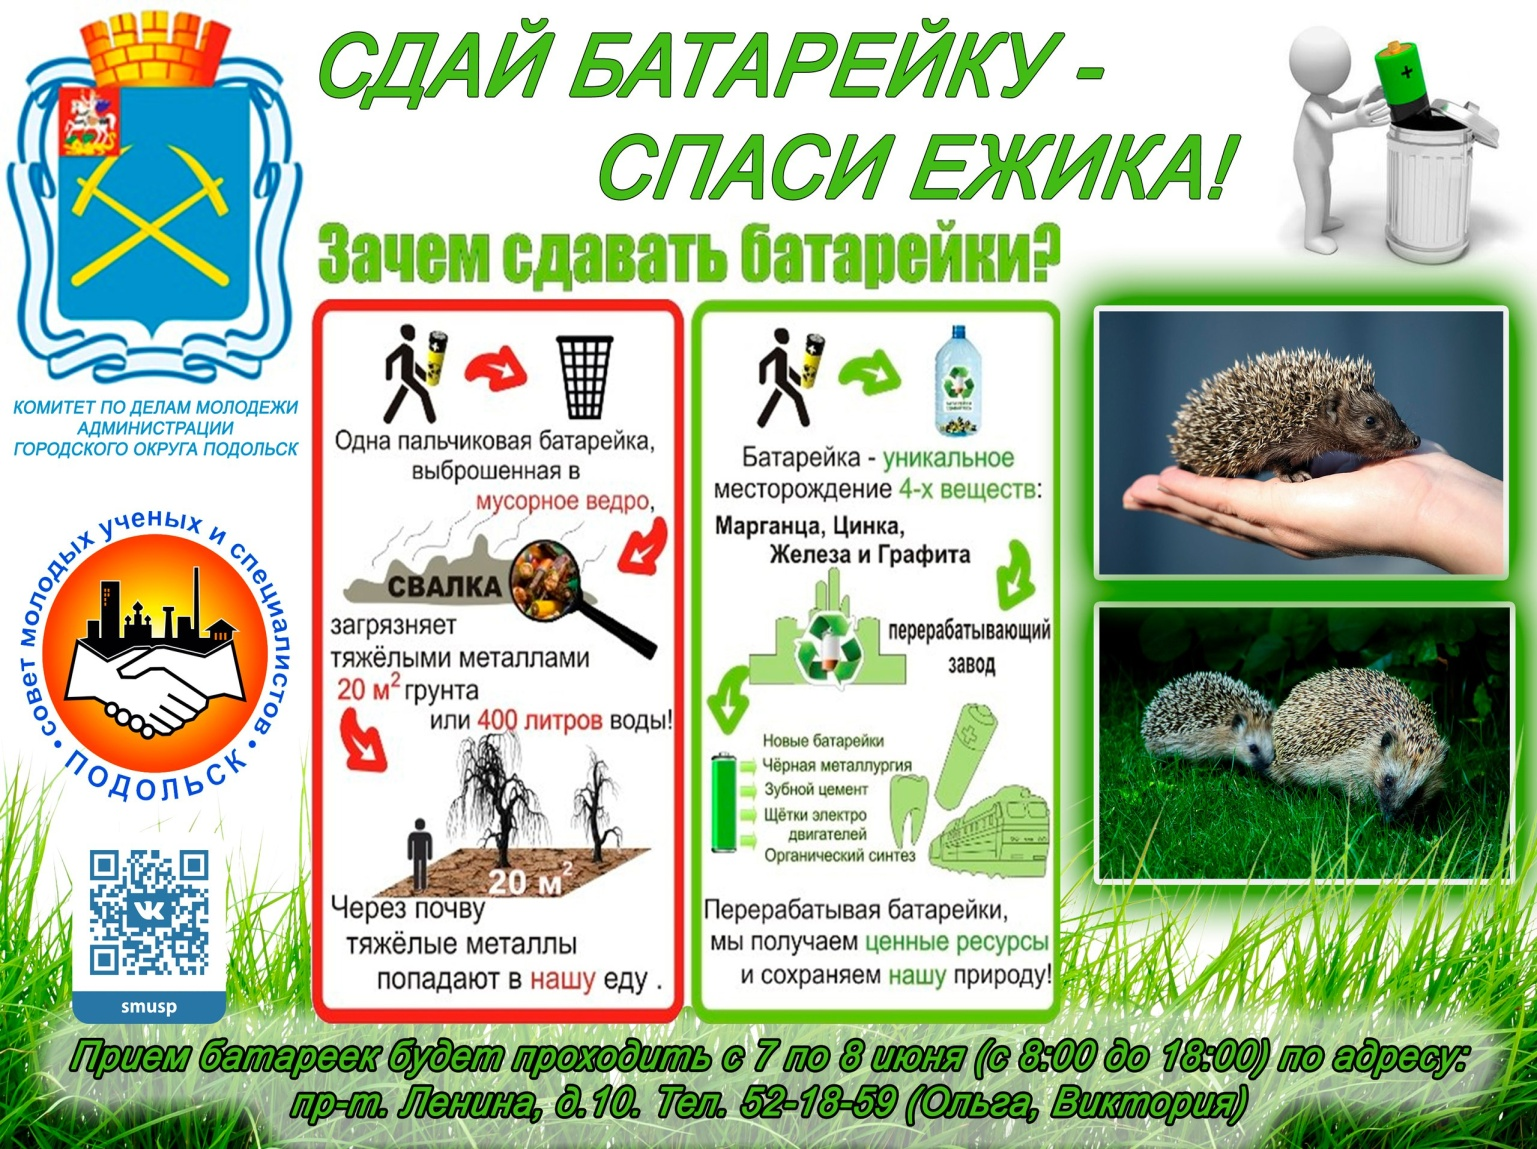 СДАЙ БАТАРЕЙКУ -
СПАСИ ЕЖИКА!
КОМИТЕТ ПО ДЕЛАМ МОЛОДЕЖИ
АДМИНИСТРАЦИИ
ГОРОДСКОГО ОКРУГА ПОДОЛЬСК
• совет молодых ученых и специалистов •
ПОДОЛЬСК
smusp
Зачем сдавать батарейки?
Одна пальчиковая батарейка,
выброшенная в
мусорное ведро,
СВАЛКА
загрязняет
тяжёлыми металлами
20 м² грунта
или 400 литров воды!
20 м²
Через почву
тяжёлые металлы
попадают в нашу еду .
Батарейка - уникальное
месторождение 4-х веществ:
Марганца, Цинка,
Железа и Графита
перерабатывающий
завод
Новые батарейки
Чёрная металлургия
Зубной цемент
Щётки электро
двигателей
Органический синтез
Перерабатывая батарейки,
мы получаем ценные ресурсы
и сохраняем нашу природу!
Прием батареек будет проходить с 7 по 8 июня (с 8:00 до 18:00) по адресу:
пр-т. Ленина, д.10. Тел. 52-18-59 (Ольга, Виктория)